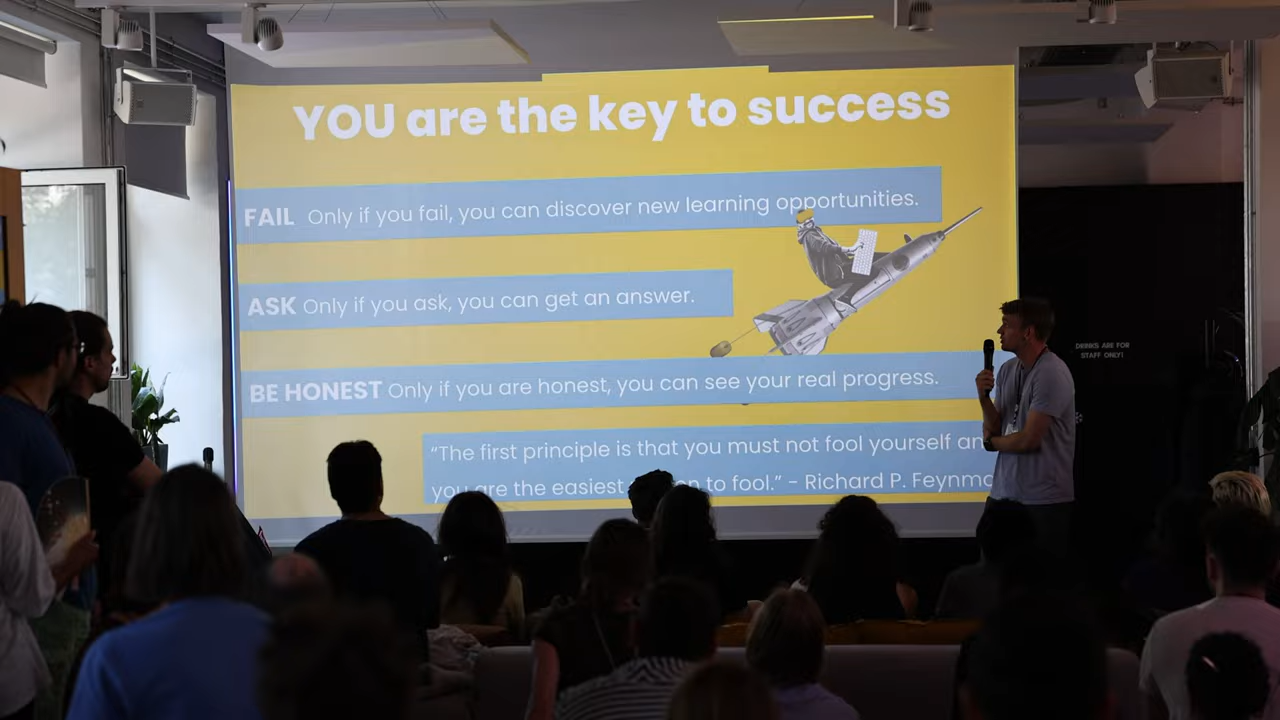 YOU are the key to success
FAIL Only if you fail, you can discover new learning opportunities.
ASK Only if you ask, you can get an answer.
BE HONEST Only if you are honest, you can see your real progress.
“The first principle is that you must not fool yourself an
you are the easiest to fool.” - Richard P. Feynm
DRINKS ARE FOR
STAFF ONLY!